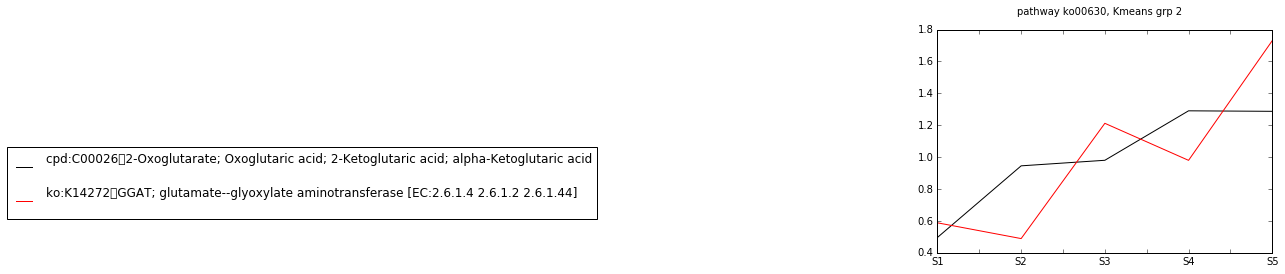 pathway ko00630, Kmeans grp 2
1.8
1.6
1.4
1.2
1.0
0.8
0.6
0.4
S1 S2 S3 S4 S5
cpd:C00026▯2-Oxoglutarate; Oxoglutaric acid; 2-Ketoglutaric acid; alpha-Ketoglutaric acid
ko:K14272▯GGAT; glutamate--glyoxylate aminotransferase [EC:2.6.1.4 2.6.1.2 2.6.1.44]